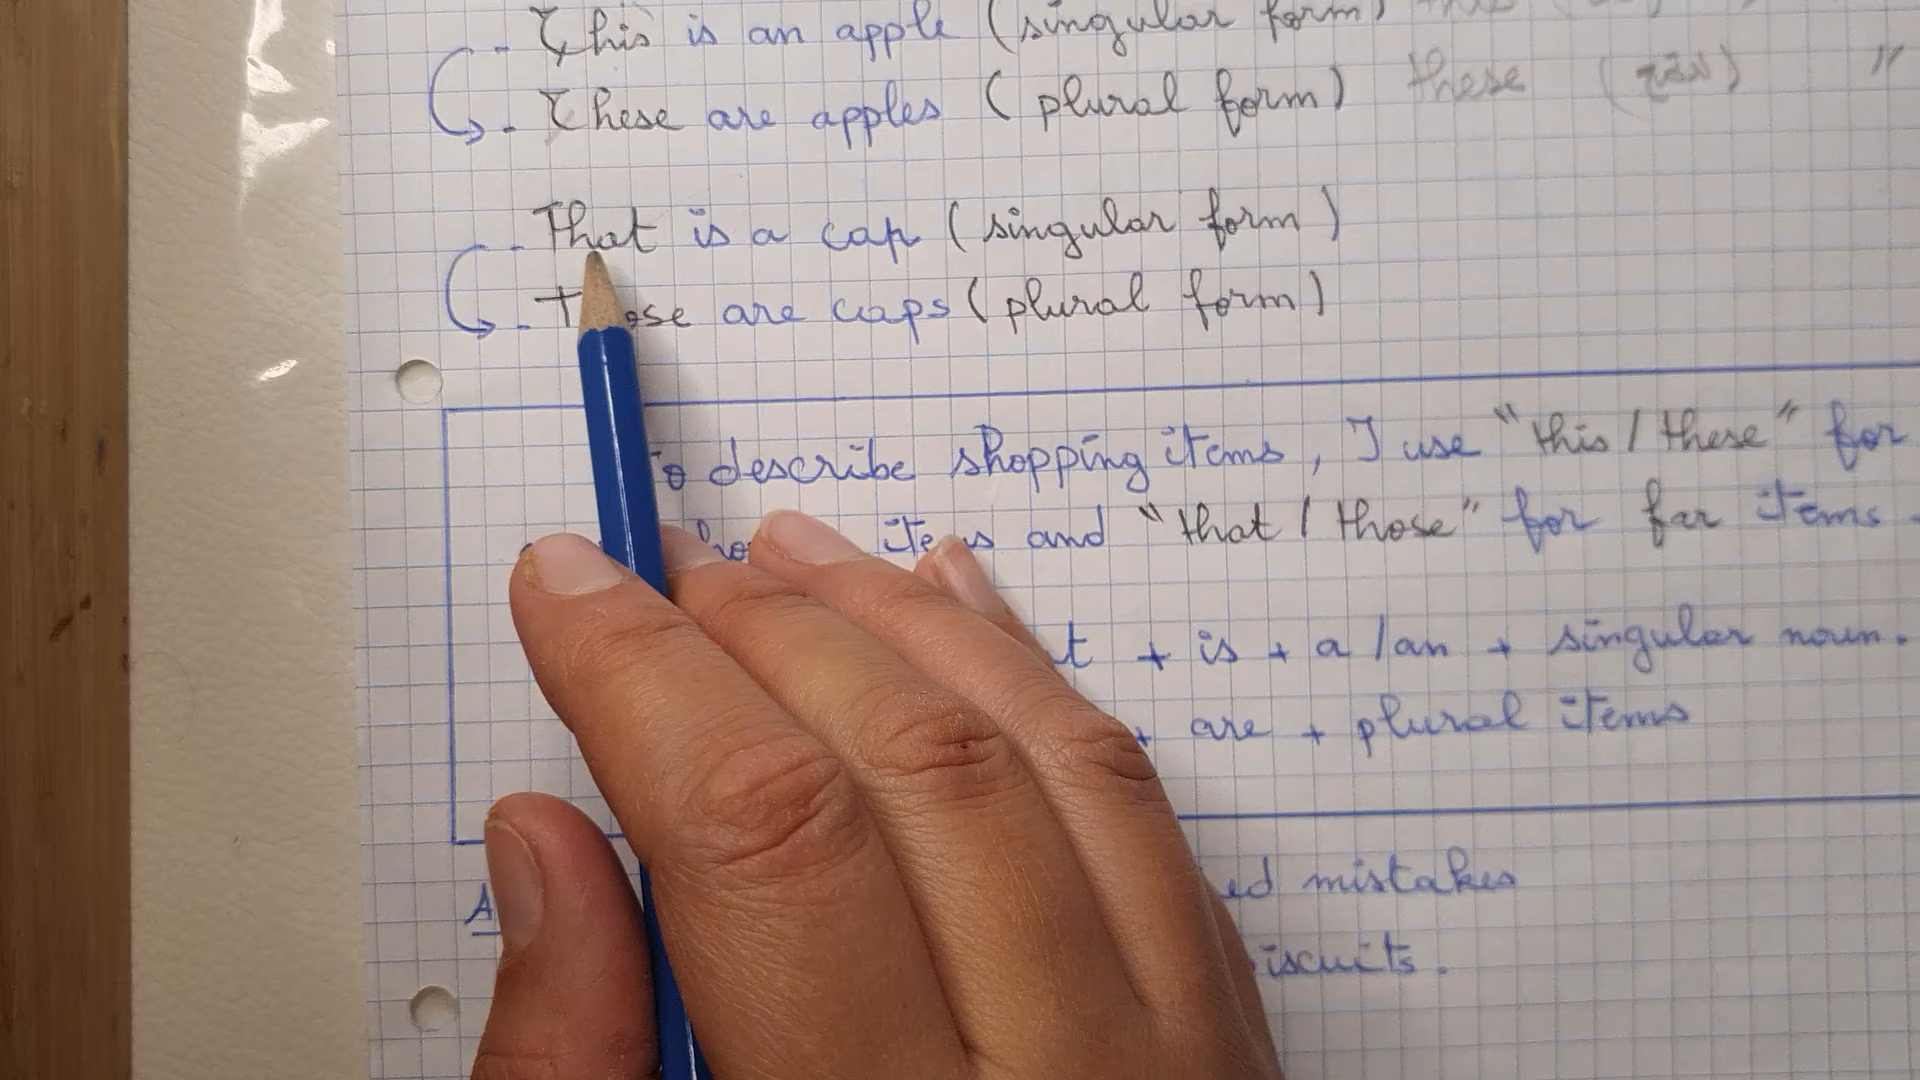 - This is an apple (singular form)
- These are apples (plural form) these ( ) "
- That is a cap (singular form)
- Those are caps (plural form)
To describe shopping items, I use "this / these" for
items and "that / those" for far items.
+ is + a / an + singular noun.
+ are + plural items
mistakes